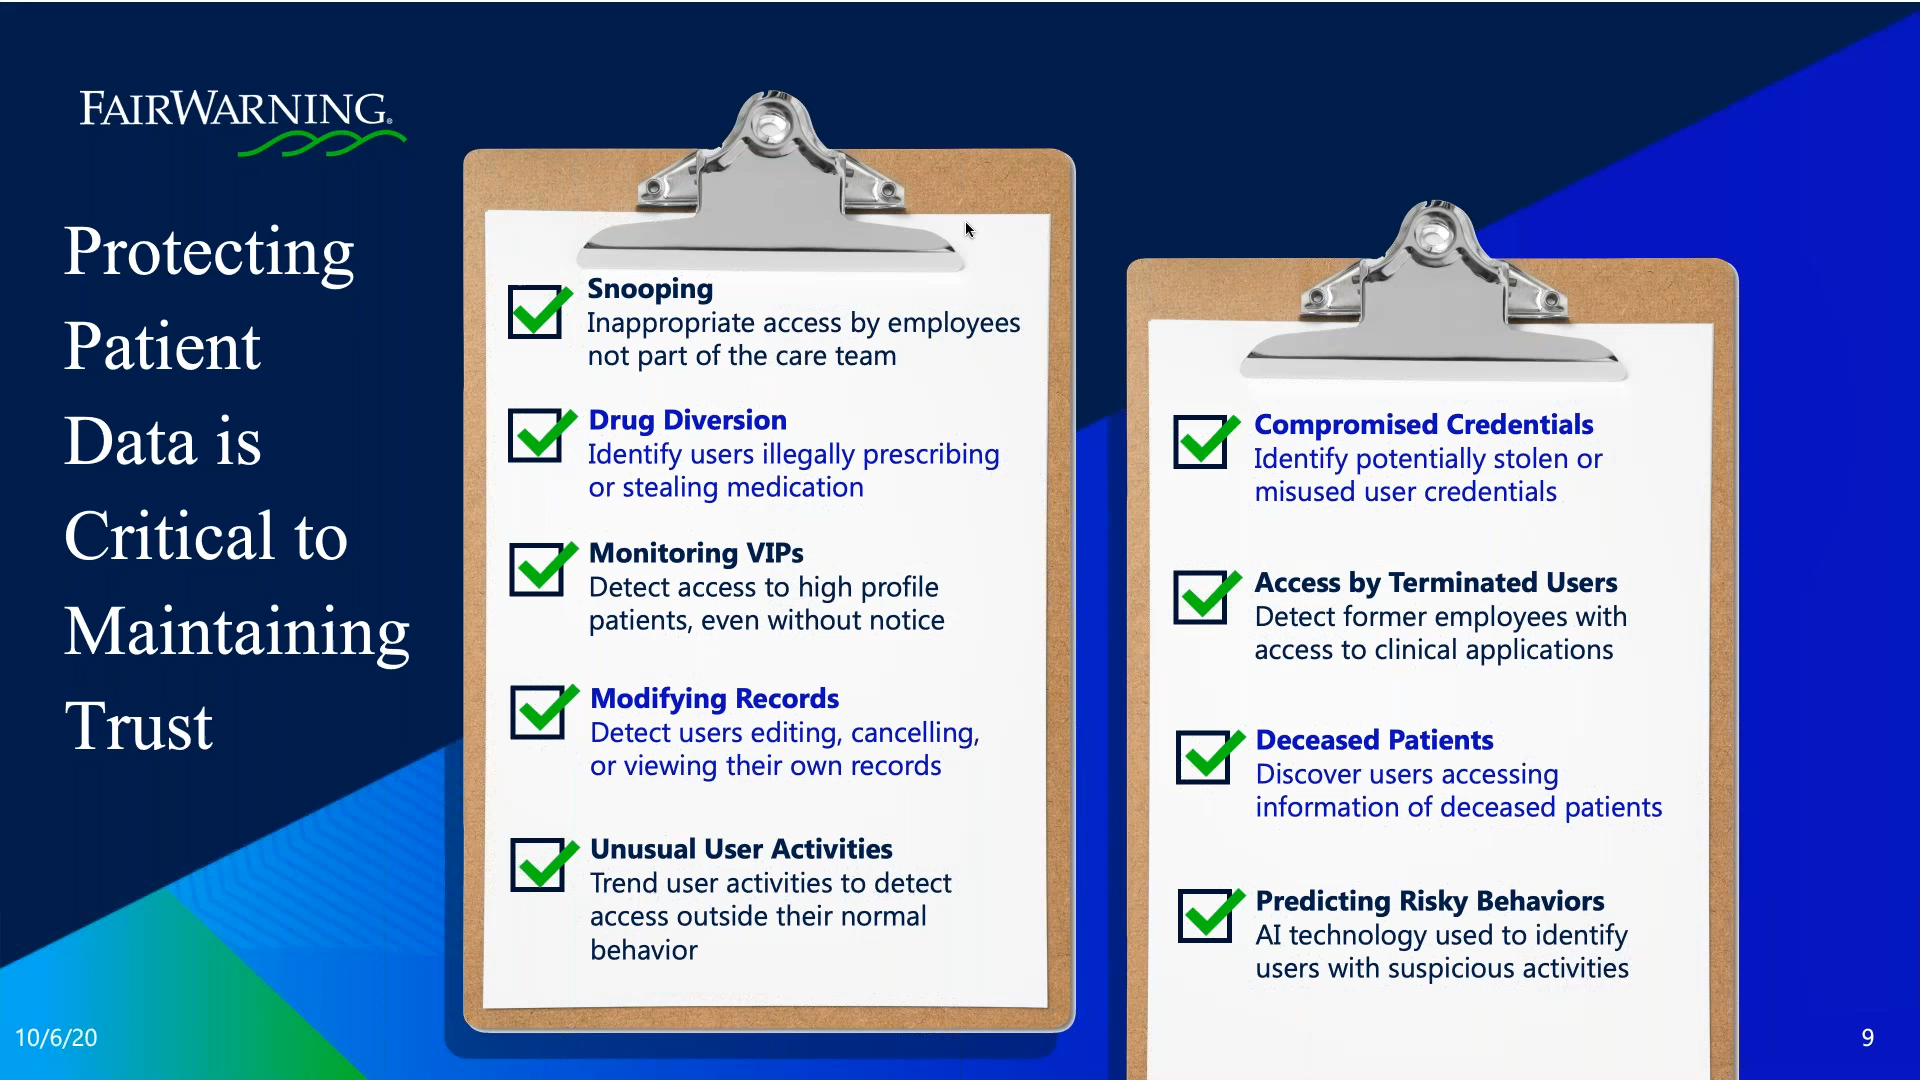 FAIRWARNING®
Protecting
Patient
Data is
Critical to
Maintaining
Trust
Snooping
Inappropriate access by employees
not part of the care team
Drug Diversion
Identify users illegally prescribing
or stealing medication
Monitoring VIPs
Detect access to high profile
patients, even without notice
Modifying Records
Detect users editing, cancelling,
or viewing their own records
Unusual User Activities
Trend user activities to detect
access outside their normal
behavior
Compromised Credentials
Identify potentially stolen or
misused user credentials
Access by Terminated Users
Detect former employees with
access to clinical applications
Deceased Patients
Discover users accessing
information of deceased patients
Predicting Risky Behaviors
AI technology used to identify
users with suspicious activities
10/6/20
9